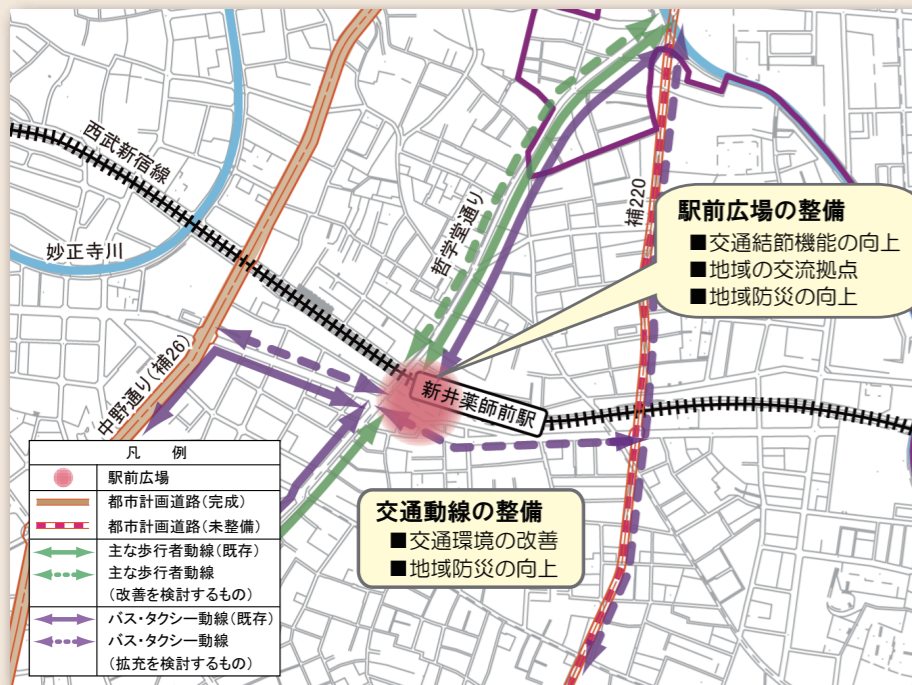 西武新宿線
妙正寺川
哲学堂通り
補220
中野通り(補26)
新井薬師前駅
駅前広場の整備
■交通結節機能の向上
■地域の交流拠点
■地域防災の向上
交通動線の整備
■交通環境の改善
■地域防災の向上
凡 例
駅前広場
都市計画道路(完成)
都市計画道路(未整備)
主な歩行者動線(既存)
主な歩行者動線
(改善を検討するもの)
バス・タクシー動線(既存)
バス・タクシー動線
(拡充を検討するもの)